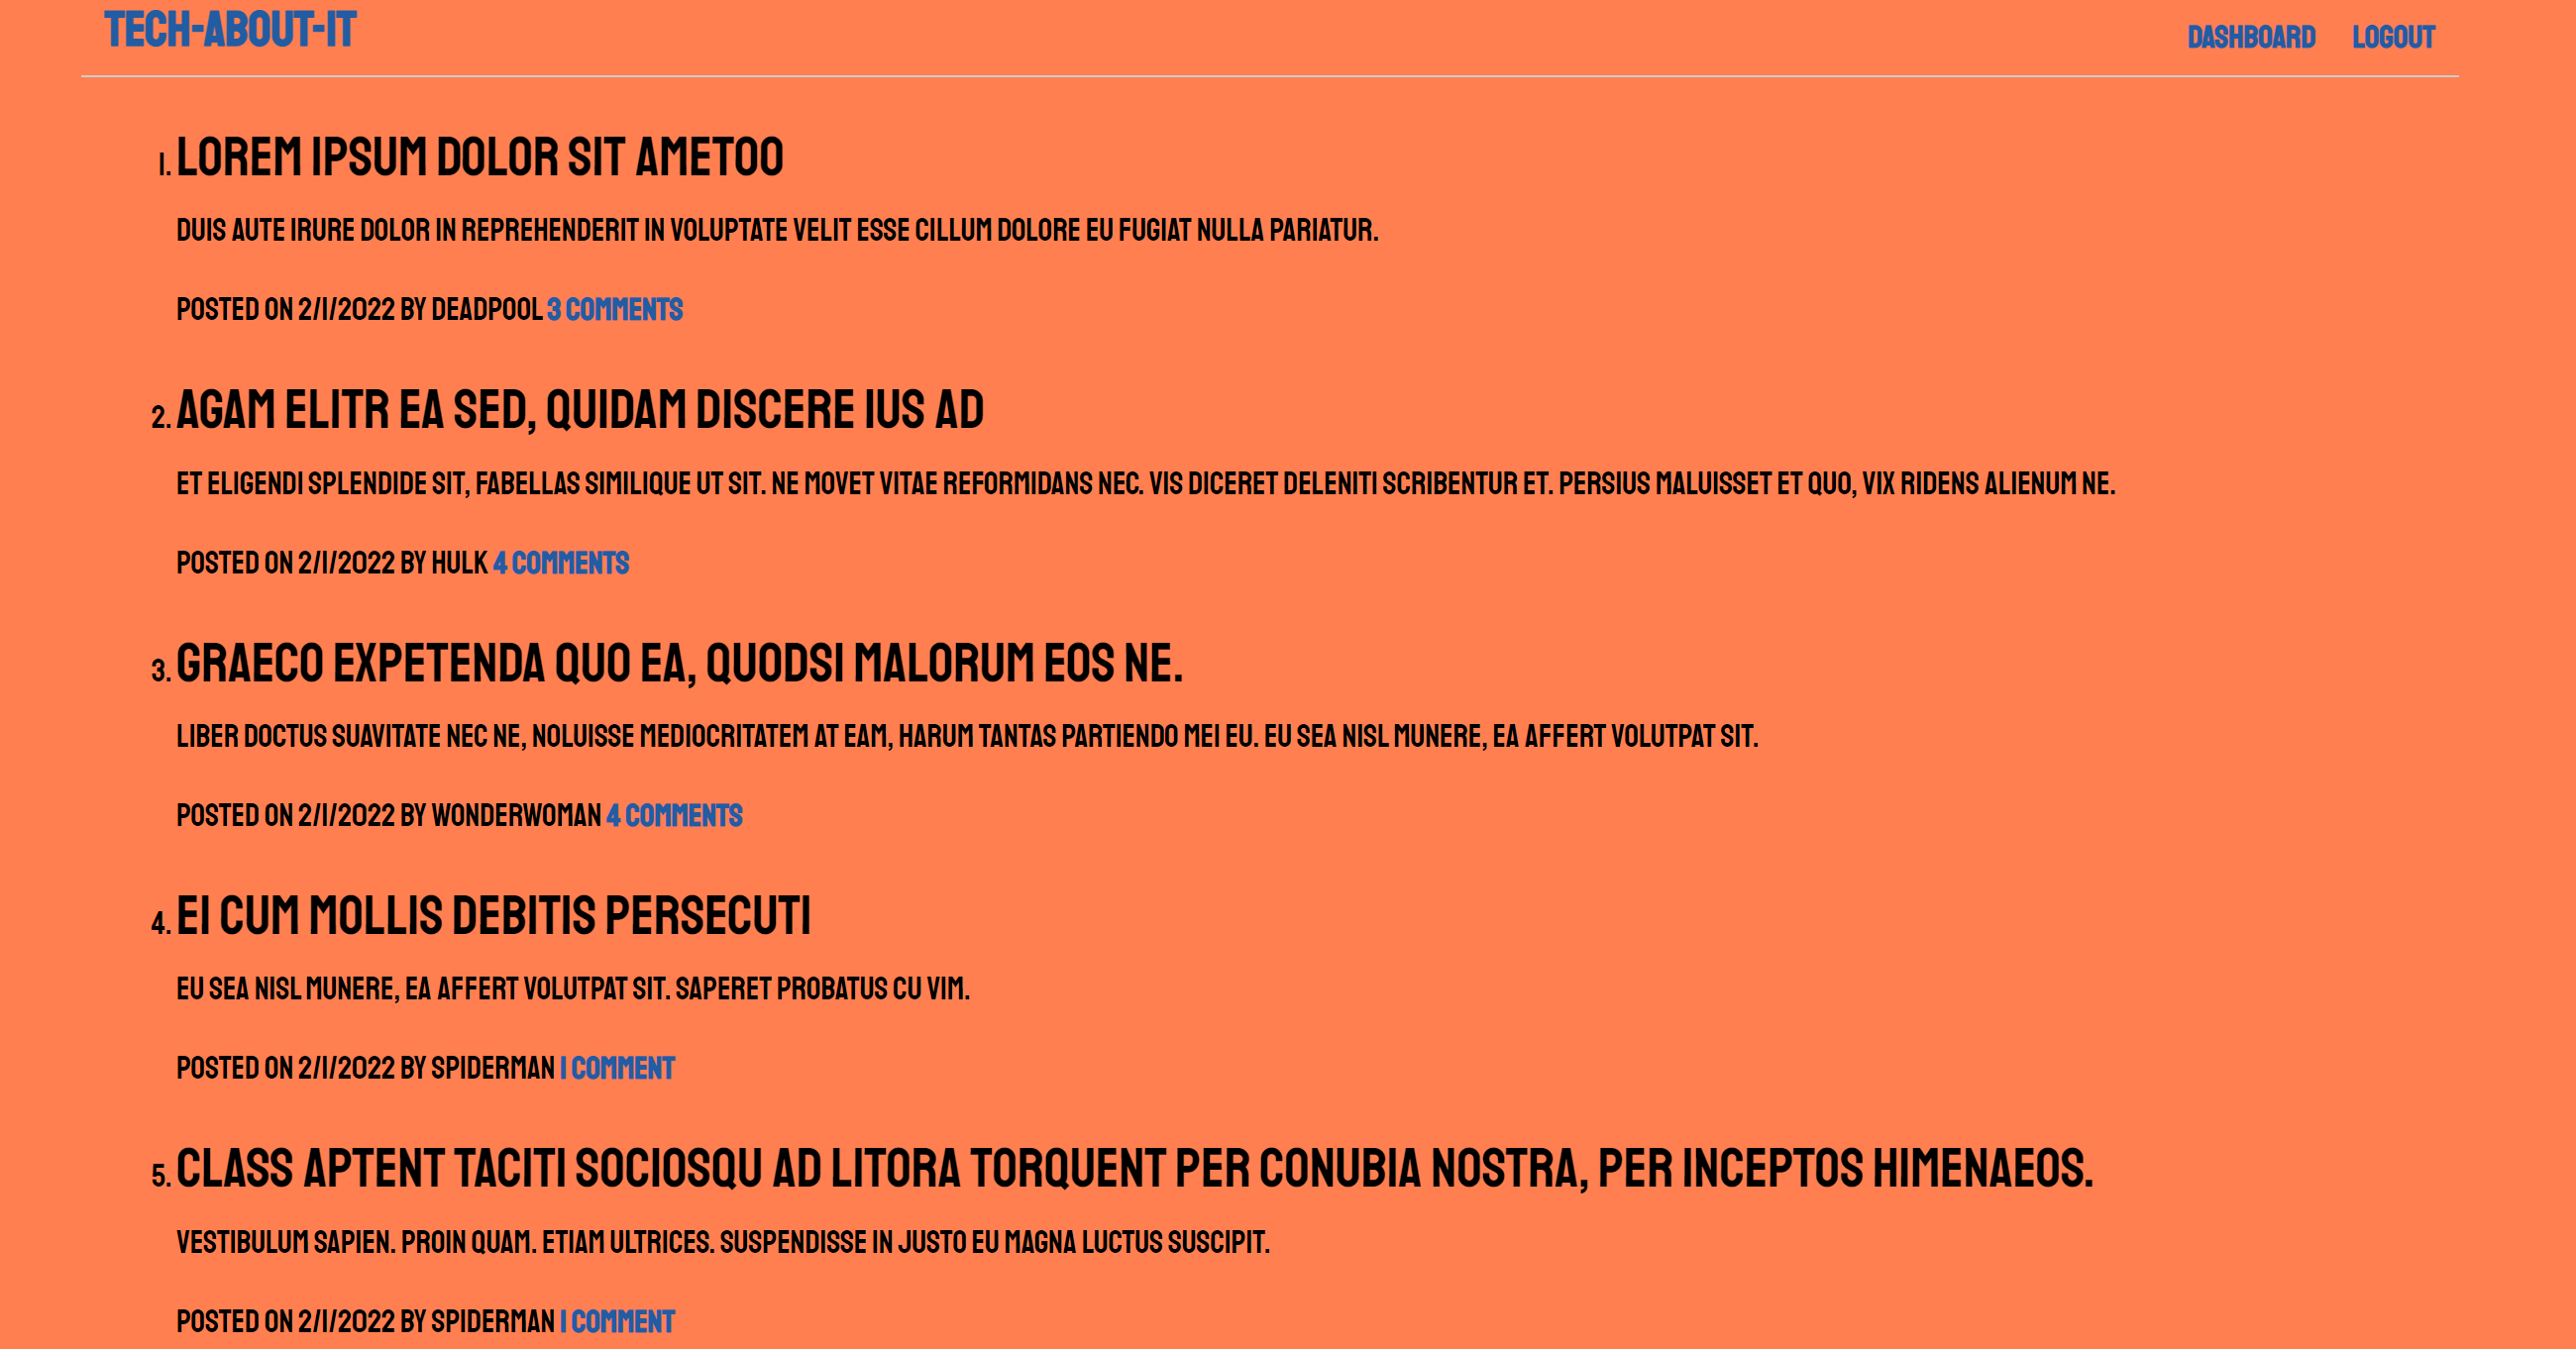 TECH-ABOUT-IT
DASHBOARD LOGOUT
1. LOREM IPSUM DOLOR SIT AMETOO
DUIS AUTE IRURE DOLOR IN REPREHENDERIT IN VOLUPTATE VELIT ESSE CILLUM DOLORE EU FUGIAT NULLA PARIATUR.
POSTED ON 2/1/2022 BY DEADPOOL 3 COMMENTS
2. AGAM ELITR EA SED, QUIDAM DISCERE IUS AD
ET ELIGENDI SPLENDIDE SIT, FABELLAS SIMILIQUE UT SIT. NE MOVET VITAE REFORMIDANS NEC. VIS DICERET DELENITI SCRIBENTUR ET. PERSIUS MALUISSET ET QUO, VIX RIDENS ALIENUM NE.
POSTED ON 2/1/2022 BY HULK 4 COMMENTS
3. GRAECO EXPETENDA QUO EA, QUODSI MALORUM EOS NE.
LIBER DOCTUS SUAVITATE NEC NE, NOLUISSE MEDIOCRITATEM AT EAM, HARUM TANTAS PARTIENDO MEI EU. EU SEA NISL MUNERE, EA AFFERT VOLUTPAT SIT.
POSTED ON 2/1/2022 BY WONDERWOMAN 4 COMMENTS
4. EI CUM MOLLIS DEBITIS PERSECUTI
EU SEA NISL MUNERE, EA AFFERT VOLUTPAT SIT. SAPERET PROBATUS CU VIM.
POSTED ON 2/1/2022 BY SPIDERMAN 1 COMMENT
5. CLASS APTENT TACITI SOCIOSQU AD LITORA TORQUENT PER CONUBIA NOSTRA, PER INCEPTOS HIMENAEOS.
VESTIBULUM SAPIEN. PROIN QUAM. ETIAM ULTRICES. SUSPENDISSE IN JUSTO EU MAGNA LUCTUS SUSCIPIT.
POSTED ON 2/1/2022 BY SPIDERMAN 1 COMMENT